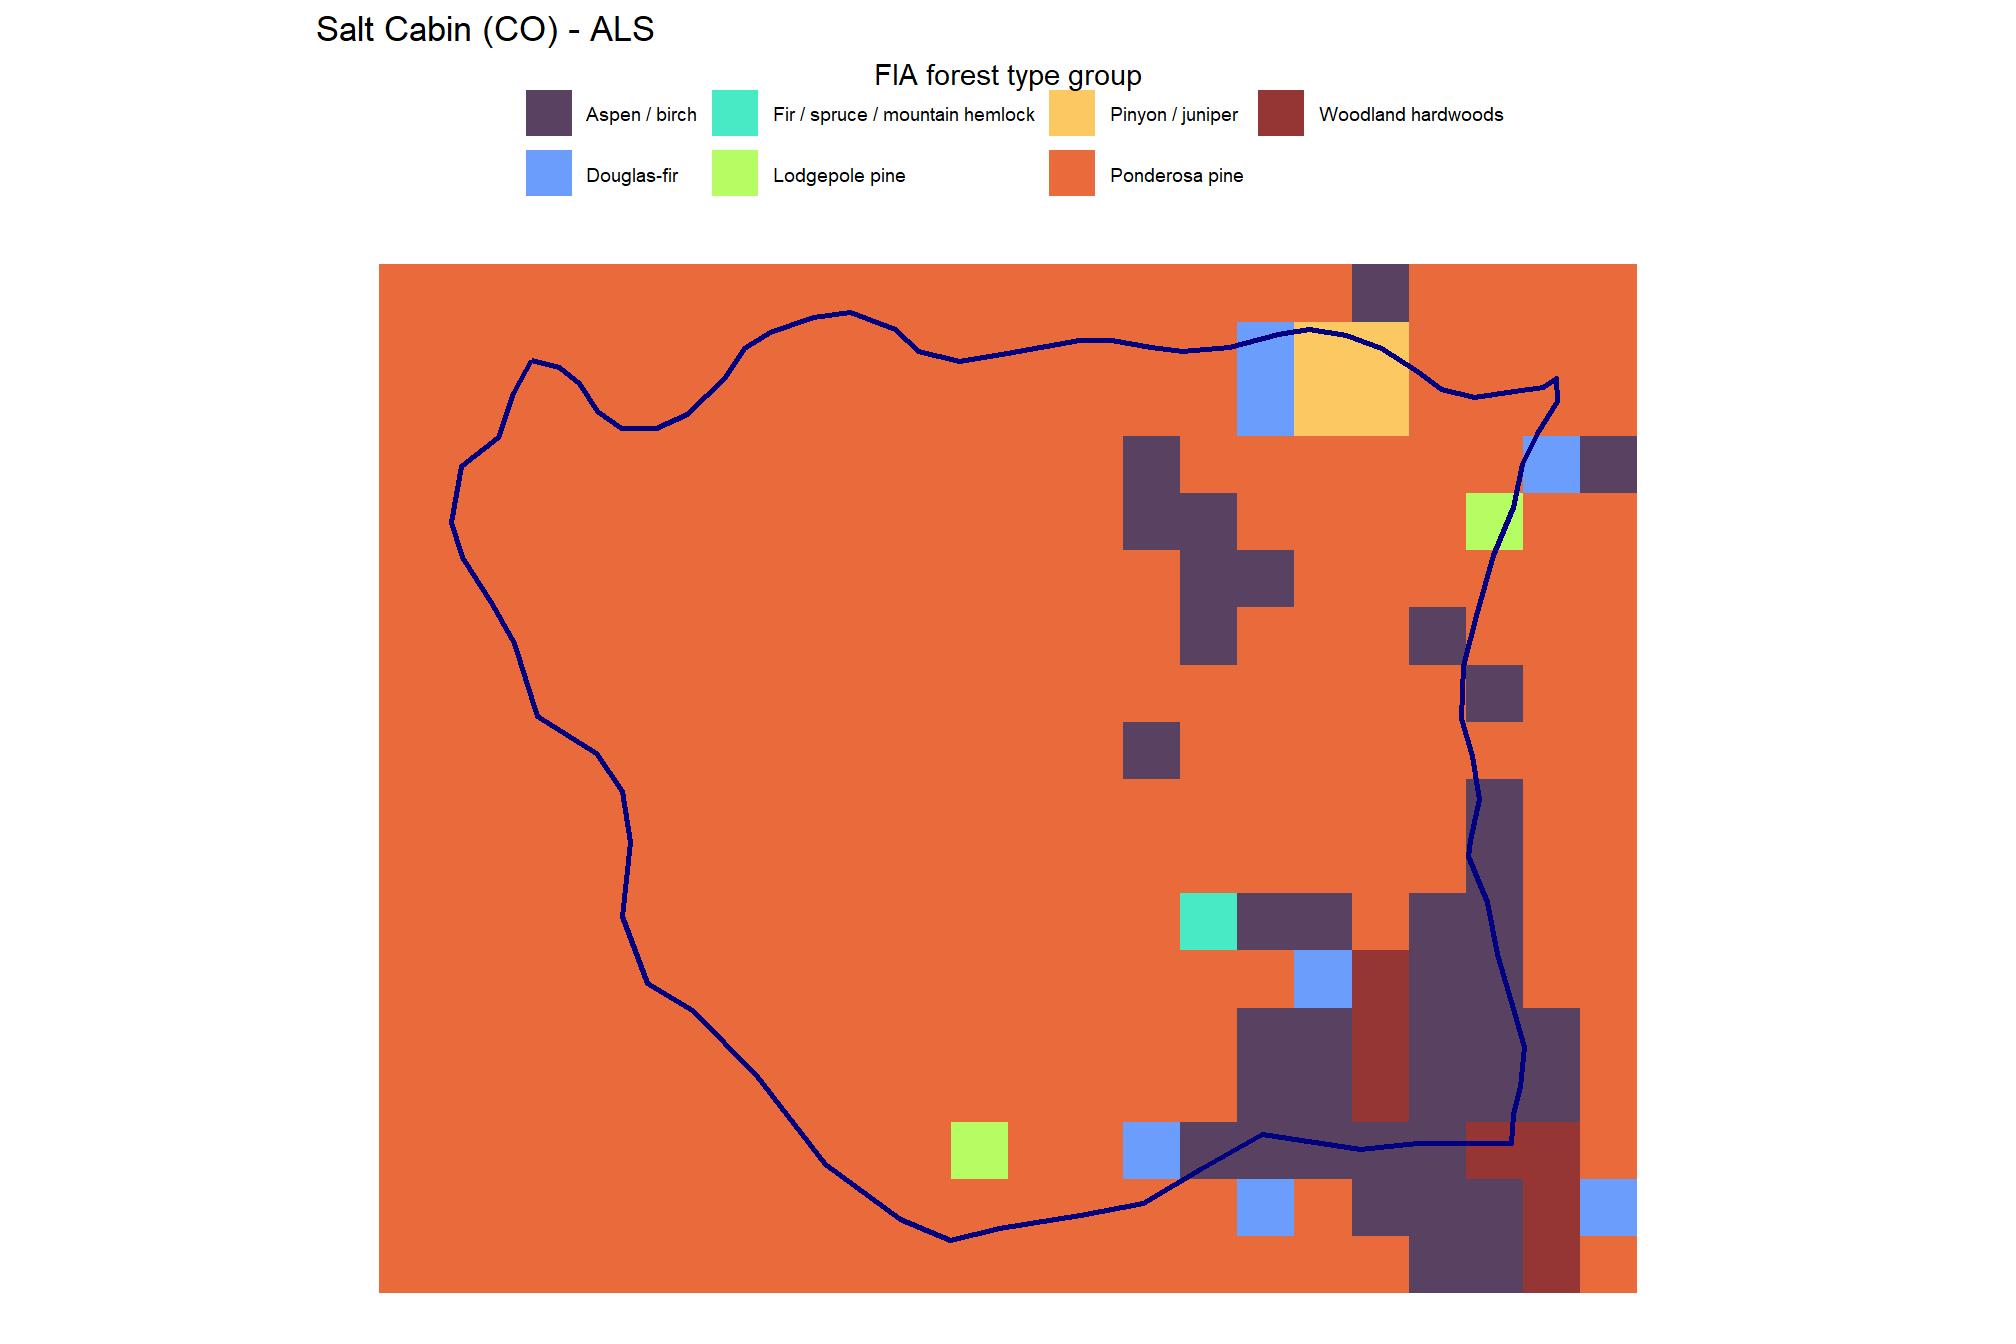 Salt Cabin (CO) - ALS
FIA forest type group
Aspen / birch Fir / spruce / mountain hemlock Pinyon / juniper Woodland hardwoods
Douglas-fir Lodgepole pine Ponderosa pine